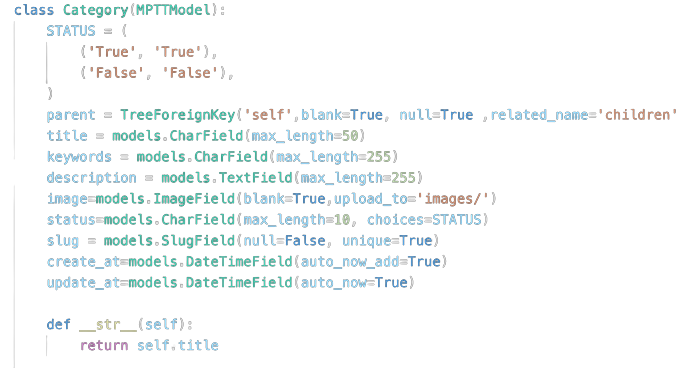 class Category(MPTTModel):
    STATUS = (
        ('True', 'True'),
        ('False', 'False'),
    )
    parent = TreeForeignKey('self',blank=True, null=True ,related_name='children'
    title = models.CharField(max_length=50)
    keywords = models.CharField(max_length=255)
    description = models.TextField(max_length=255)
    image=models.ImageField(blank=True,upload_to='images/')
    status=models.CharField(max_length=10, choices=STATUS)
    slug = models.SlugField(null=False, unique=True)
    create_at=models.DateTimeField(auto_now_add=True)
    update_at=models.DateTimeField(auto_now=True)

    def __str__(self):
        return self.title